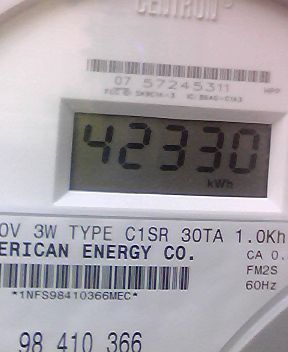 CENTRON®
07 57245311
HPP
42330
kWh
0V 3W TYPE C1SR 30TA 1.0Kh
ERICAN ENERGY CO.
CA 0.
FM2S
*1NFS98410366MEC*
60Hz
98 410 366